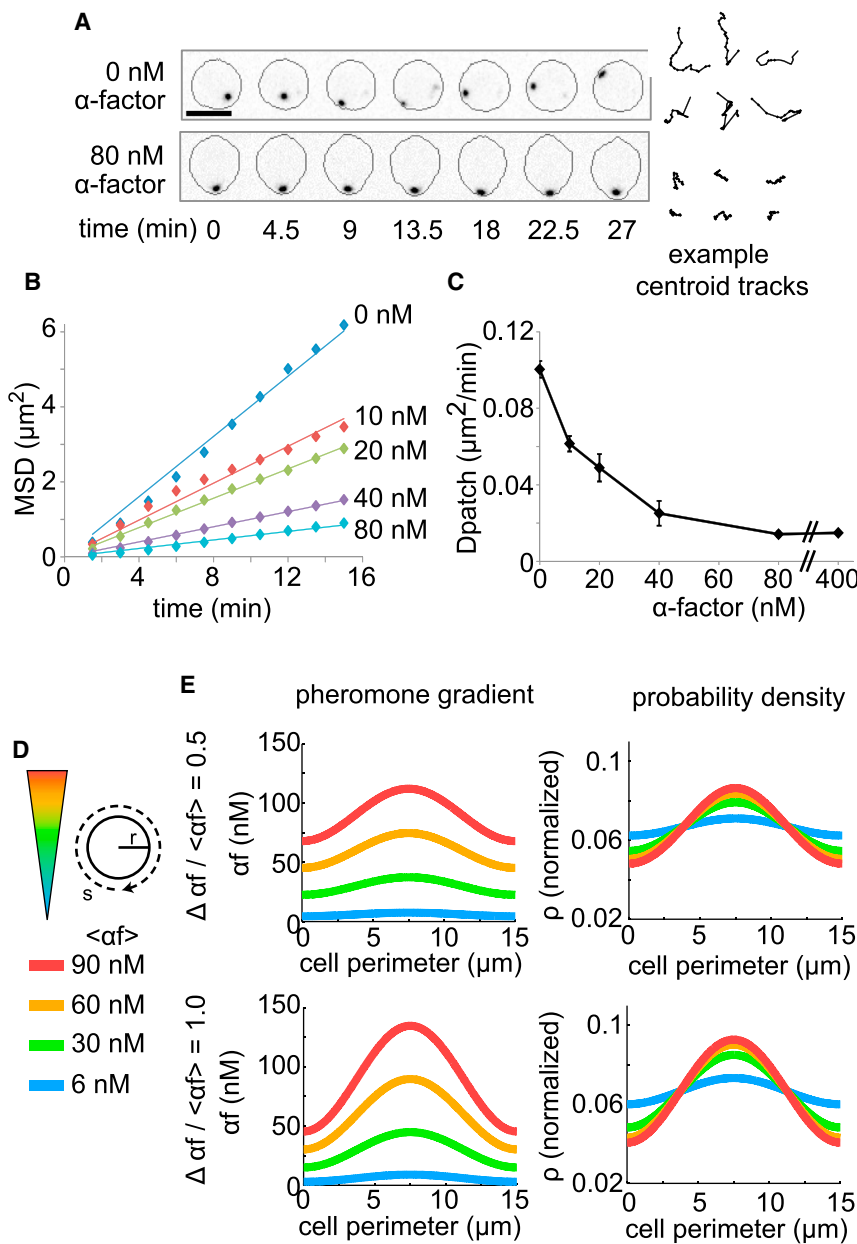 A
0 nM
α-factor
80 nM
α-factor
time (min) 0 4.5 9 13.5 18 22.5 27
example
centroid tracks
B
MSD (µm²)
6
4
2
0
0 4 8 12 16
time (min)
0 nM
10 nM
20 nM
40 nM
80 nM
C
Dpatch (µm²/min)
0.12
0.08
0.04
0
0 20 40 60 80 400
α-factor (nM)
D
r
s
<αf>
90 nM
60 nM
30 nM
6 nM
E
pheromone gradient
probability density
Δ αf / <αf> = 0.5
αf (nM)
150
100
50
0
0 5 10 15
cell perimeter (µm)
ρ (normalized)
0.1
0.06
0.02
0 5 10 15
cell perimeter (µm)
Δ αf / <αf> = 1.0
αf (nM)
150
100
50
0
0 5 10 15
cell perimeter (µm)
ρ (normalized)
0.1
0.06
0.02
0 5 10 15
cell perimeter (µm)